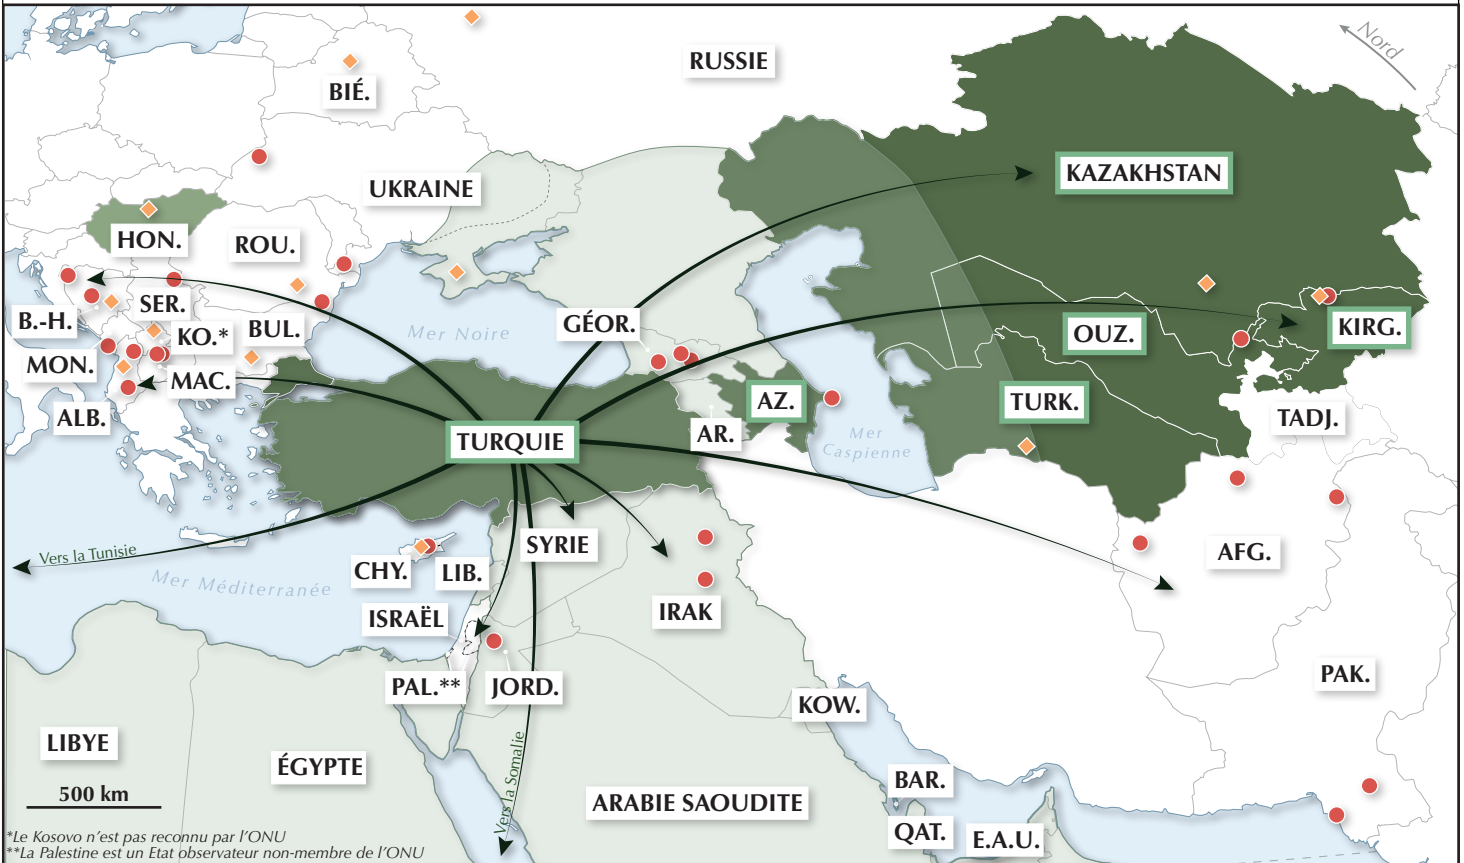 Nord
RUSSIE
BIÉ.
KAZAKHSTAN
UKRAINE
HON.
ROU.
SER.
B.-H.
KO.*
BUL.
Mer Noire
GÉOR.
OUZ.
KIRG.
MON.
MAC.
ALB.
AZ.
TURK.
TADJ.
TURQUIE
AR.
Mer
Caspienne
Vers la Tunisie
SYRIE
AFG.
CHY.
LIB.
Mer Méditerranée
ISRAËL
IRAK
PAL.**
JORD.
PAK.
KOW.
LIBYE
ÉGYPTE
Vers la Somalie
BAR.
500 km
ARABIE SAOUDITE
QAT.
E.A.U.
*Le Kosovo n'est pas reconnu par l'ONU
**La Palestine est un Etat observateur non-membre de l'ONU